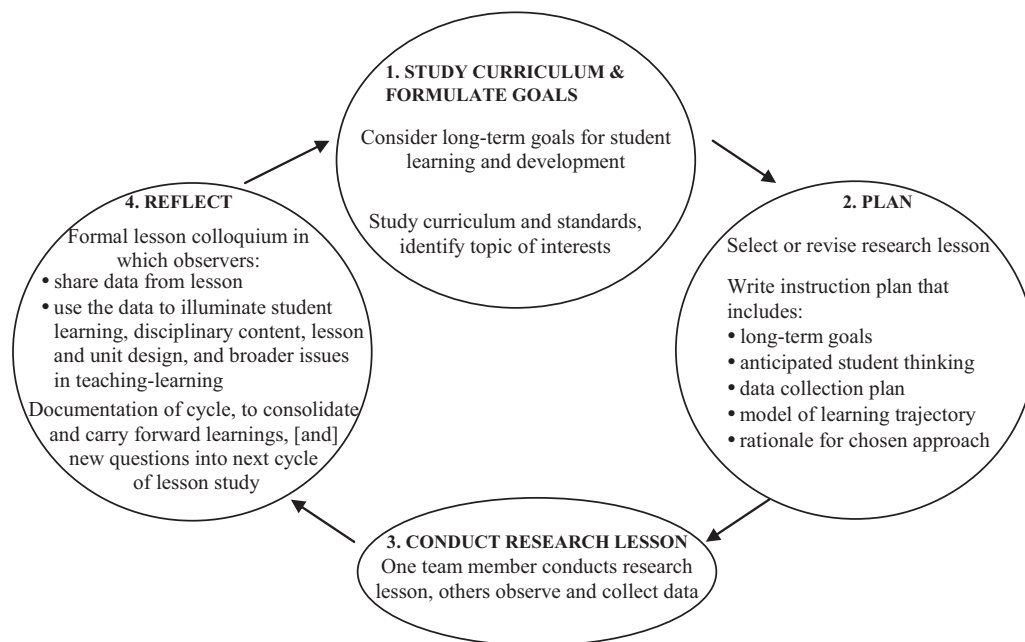 1. STUDY CURRICULUM &
FORMULATE GOALS
Consider long-term goals for student
learning and development
Study curriculum and standards,
identify topic of interests
2. PLAN
Select or revise research lesson
Write instruction plan that
includes:
• long-term goals
• anticipated student thinking
• data collection plan
• model of learning trajectory
• rationale for chosen approach
3. CONDUCT RESEARCH LESSON
One team member conducts research
lesson, others observe and collect data
4. REFLECT
Formal lesson colloquium in
which observers:
• share data from lesson
• use the data to illuminate student
learning, disciplinary content, lesson
and unit design, and broader issues
in teaching-learning
Documentation of cycle, to consolidate
and carry forward learnings, [and]
new questions into next cycle
of lesson study